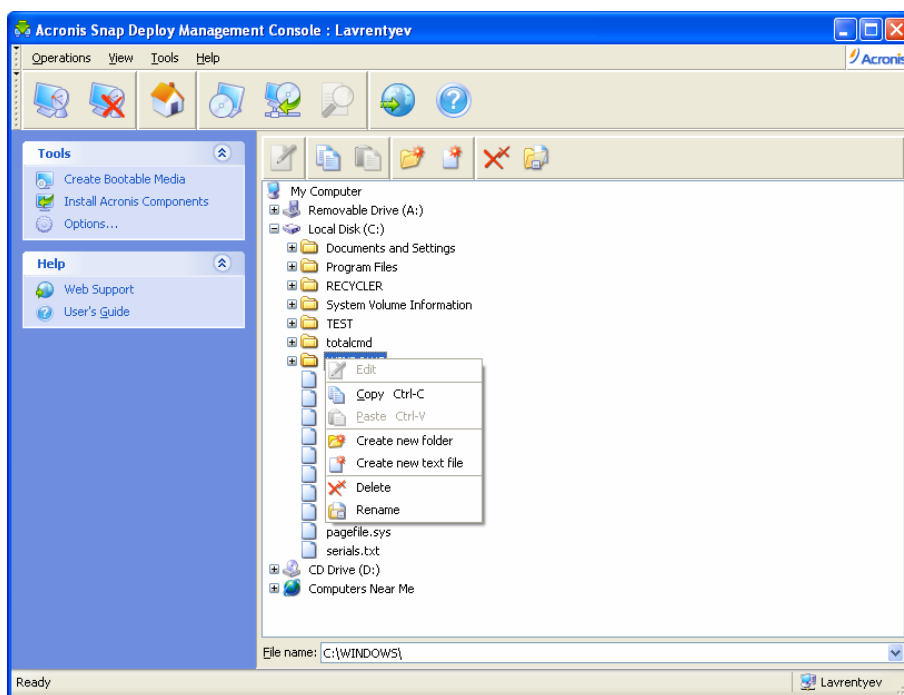 Acronis Snap Deploy Management Console : Lavrentyev
Operations View Tools Help
Acronis
Tools
Create Bootable Media
Install Acronis Components
Options...
Help
Web Support
User's Guide
My Computer
Removable Drive (A:)
Local Disk (C:)
Documents and Settings
Program Files
RECYCLER
System Volume Information
TEST
totalcmd
Edit
Copy Ctrl-C
Paste Ctrl-V
Create new folder
Create new text file
Delete
Rename
pagefile.sys
serials.txt
CD Drive (D:)
Computers Near Me
File name: C:\WINDOWS\
Ready
Lavrentyev